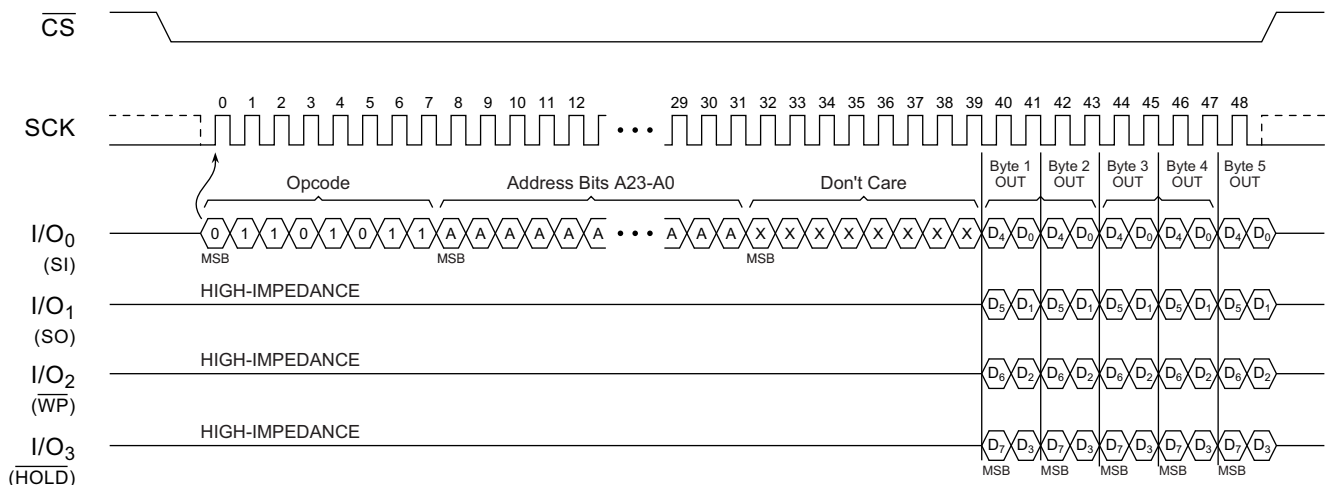 CS
0 1 2 3 4 5 6 7 8 9 10 11 12 29 30 31 32 33 34 35 36 37 38 39 40 41 42 43 44 45 46 47 48
SCK • • •
Byte 1 OUT Byte 2 OUT Byte 3 OUT Byte 4 OUT Byte 5 OUT
Opcode Address Bits A23-A0 Don't Care
I/O0 0 1 1 0 1 0 1 1 A A A A A A • • • A A A X X X X X X X X D4 D0 D4 D0 D4 D0 D4 D0 D4 D0
(SI) MSB MSB MSB
HIGH-IMPEDANCE
I/O1 D5 D1 D5 D1 D5 D1 D5 D1 D5 D1
(SO)
HIGH-IMPEDANCE
I/O2 D6 D2 D6 D2 D6 D2 D6 D2 D6 D2
(WP)
HIGH-IMPEDANCE
I/O3 D7 D3 D7 D3 D7 D3 D7 D3 D7 D3
(HOLD) MSB MSB MSB MSB MSB